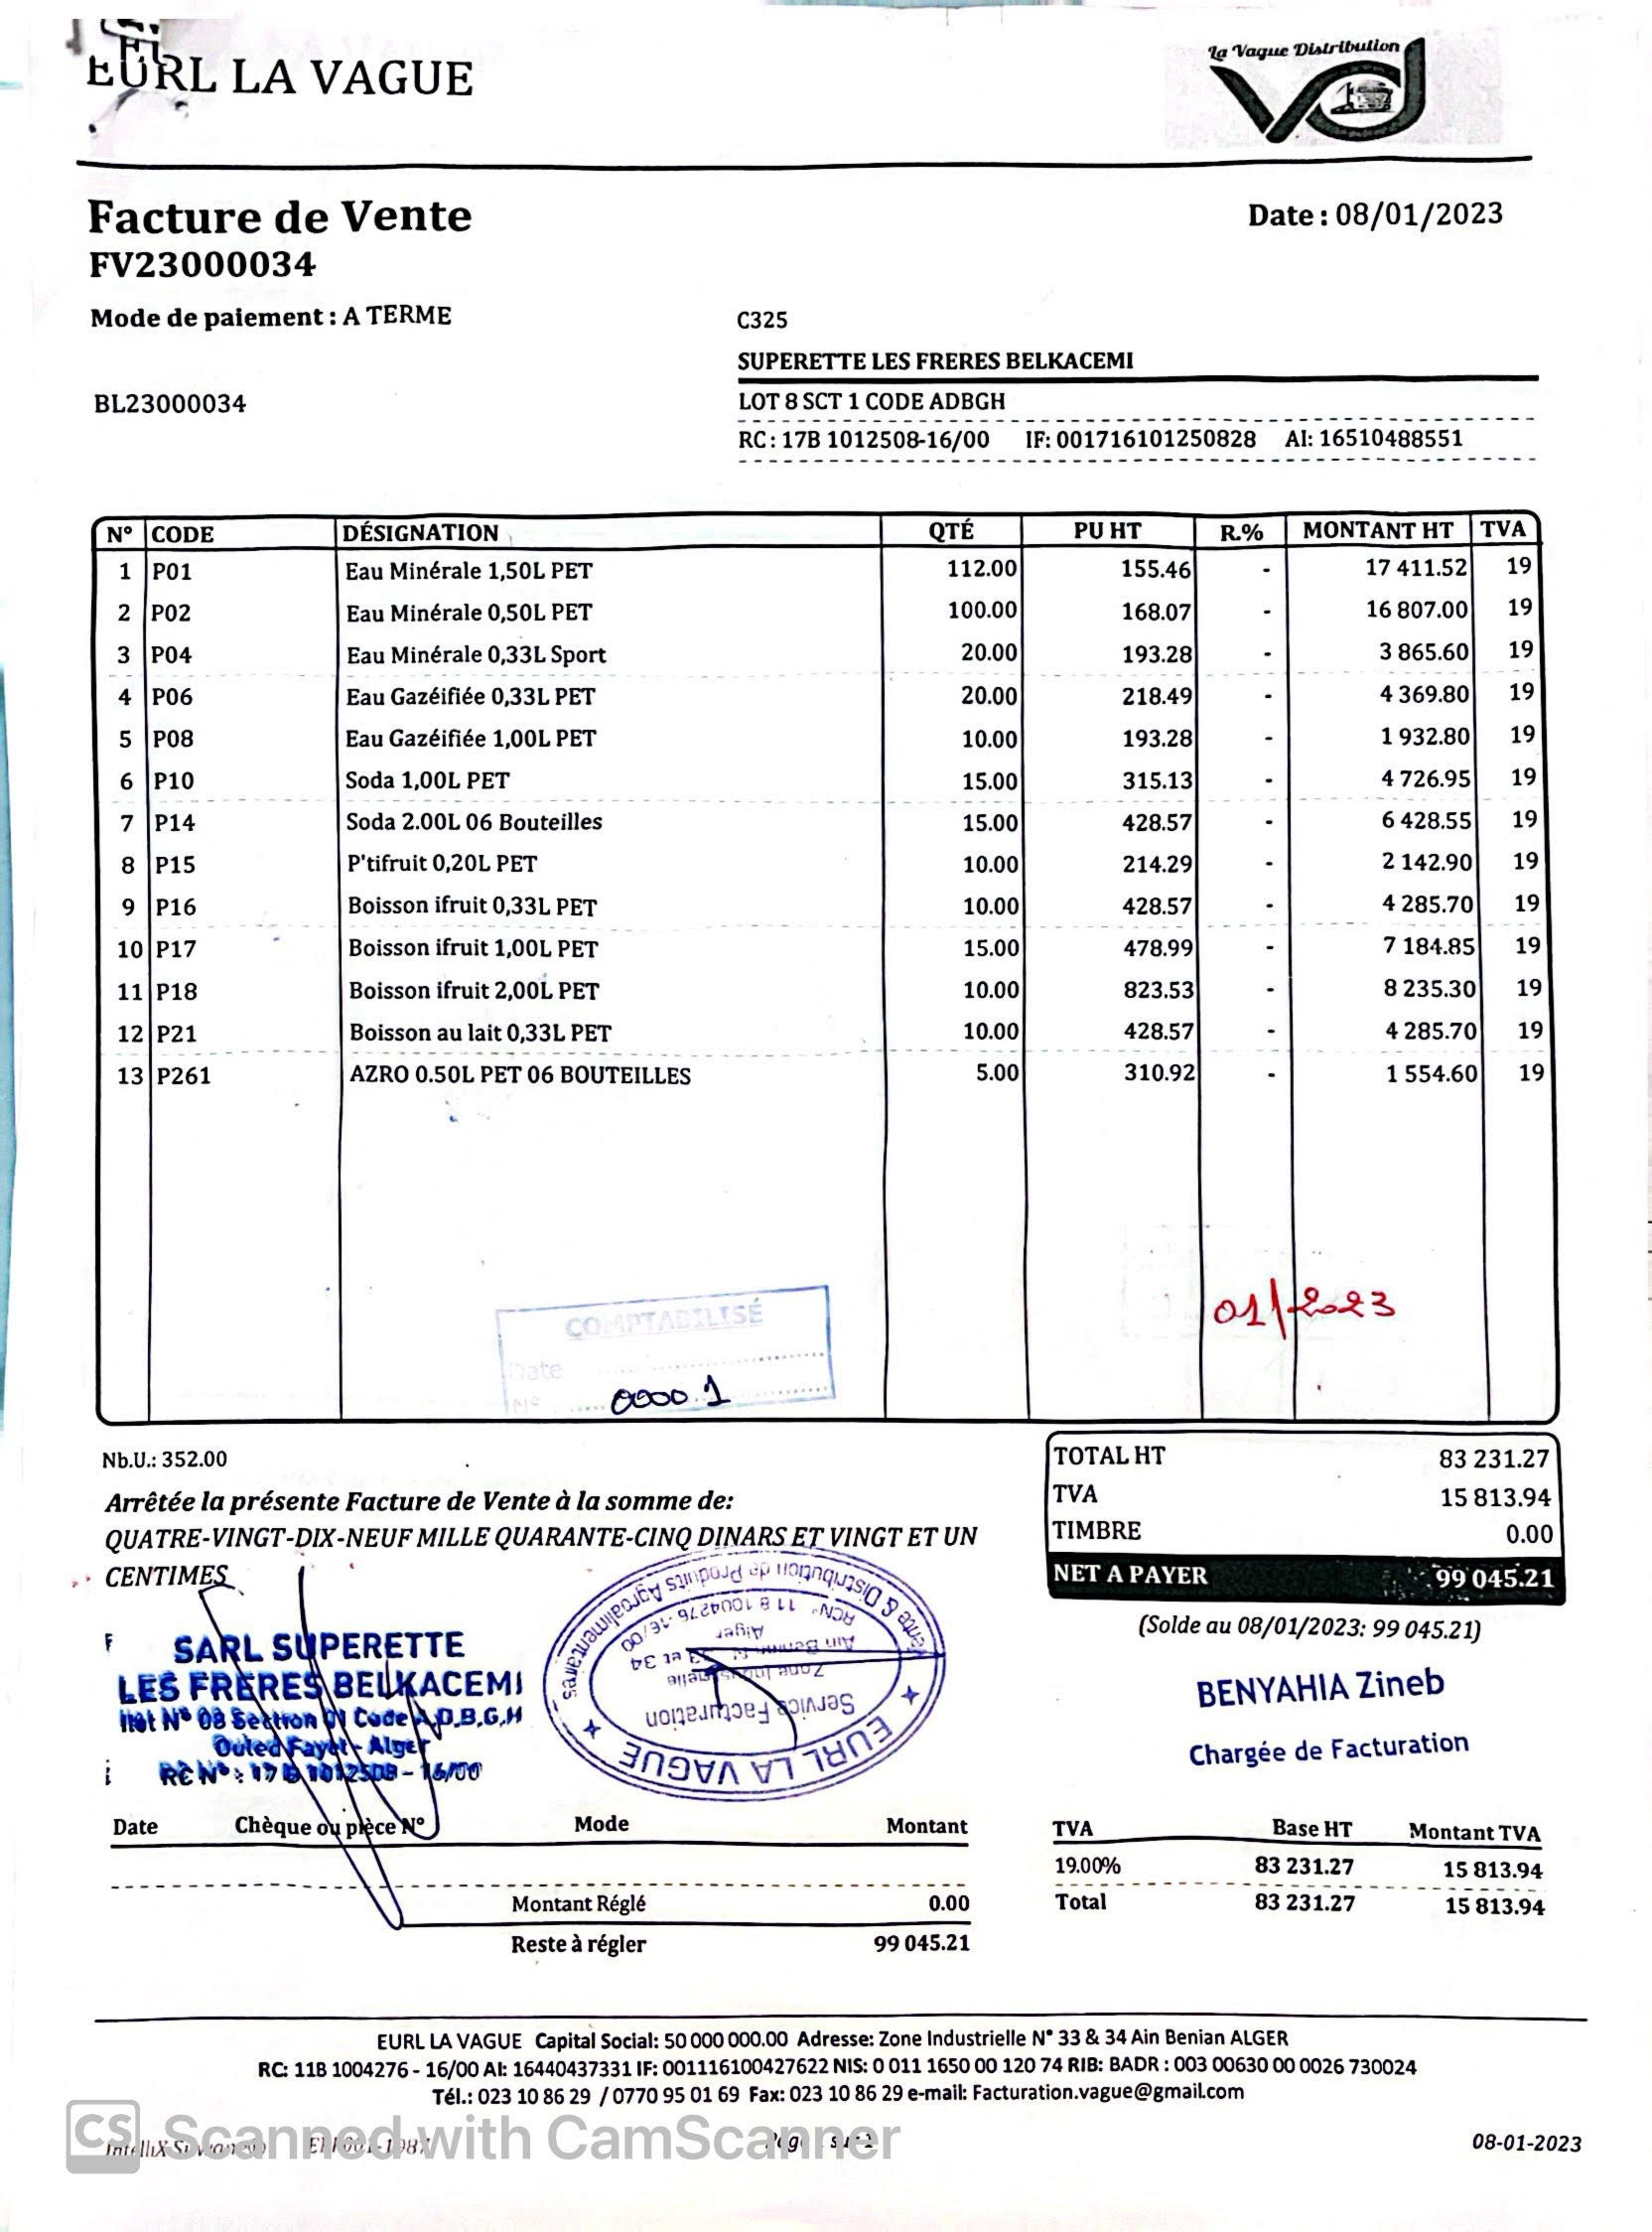 EURL LA VAGUE
La Vague Distribution
Facture de Vente
Date : 08/01/2023
FV23000034
Mode de paiement : A TERME
C325
SUPERETTE LES FRERES BELKACEMI
BL23000034
LOT 8 SCT 1 CODE ADBGH
RC: 17B 1012508-16/00 IF: 001716101250828 AI: 16510488551
N° CODE DÉSIGNATION QTÉ PU HT R.% MONTANT HT TVA
1 P01 Eau Minérale 1,50L PET 112.00 155.46 - 17 411.52 19
2 P02 Eau Minérale 0,50L PET 100.00 168.07 - 16 807.00 19
3 P04 Eau Minérale 0,33L Sport 20.00 193.28 - 3 865.60 19
4 P06 Eau Gazéifiée 0,33L PET 20.00 218.49 - 4 369.80 19
5 P08 Eau Gazéifiée 1,00L PET 10.00 193.28 - 1 932.80 19
6 P10 Soda 1,00L PET 15.00 315.13 - 4 726.95 19
7 P14 Soda 2.00L 06 Bouteilles 15.00 428.57 - 6 428.55 19
8 P15 P'tifruit 0,20L PET 10.00 214.29 - 2 142.90 19
9 P16 Boisson ifruit 0,33L PET 10.00 428.57 - 4 285.70 19
10 P17 Boisson ifruit 1,00L PET 15.00 478.99 - 7 184.85 19
11 P18 Boisson ifruit 2,00L PET 10.00 823.53 - 8 235.30 19
12 P21 Boisson au lait 0,33L PET 10.00 428.57 - 4 285.70 19
13 P261 AZRO 0.50L PET 06 BOUTEILLES 5.00 310.92 - 1 554.60 19
01/2023
COMPTABILISÉ
Date
N° 00001
Nb.U.: 352.00
TOTAL HT 83 231.27
TVA 15 813.94
TIMBRE 0.00
NET A PAYER 99 045.21
(Solde au 08/01/2023: 99 045.21)
Arrêtée la présente Facture de Vente à la somme de:
QUATRE-VINGT-DIX-NEUF MILLE QUARANTE-CINQ DINARS ET VINGT ET UN
CENTIMES
SARL SUPERETTE
LES FRERES BELKACEMI
Ilot N° 08 Section 01 Code A.D.B.G.H
Ouled Fayet - Alger
RC N° : 17 B 1012508 - 16/00
EURL LA VAGUE
Vente & Distribution de Produits Agroalimentaires
RCN° 11 B 1004276 -16/00
Service Facturation
Zone Industrielle
Ain Benian N° 33 et 34
Alger
BENYAHIA Zineb
Chargée de Facturation
Date Chèque ou pièce N° Mode Montant
Montant Réglé 0.00
Reste à régler 99 045.21
TVA Base HT Montant TVA
19.00% 83 231.27 15 813.94
Total 83 231.27 15 813.94
EURL LA VAGUE Capital Social: 50 000 000.00 Adresse: Zone Industrielle N° 33 & 34 Ain Benian ALGER
RC: 11B 1004276 - 16/00 AI: 16440437331 IF: 001116100427622 NIS: 0 011 1650 00 120 74 RIB: BADR : 003 00630 00 0026 730024
Tél.: 023 10 86 29 / 0770 95 01 69 Fax: 023 10 86 29 e-mail: Facturation.vague@gmail.com
CS Scanned with CamScanner
08-01-2023